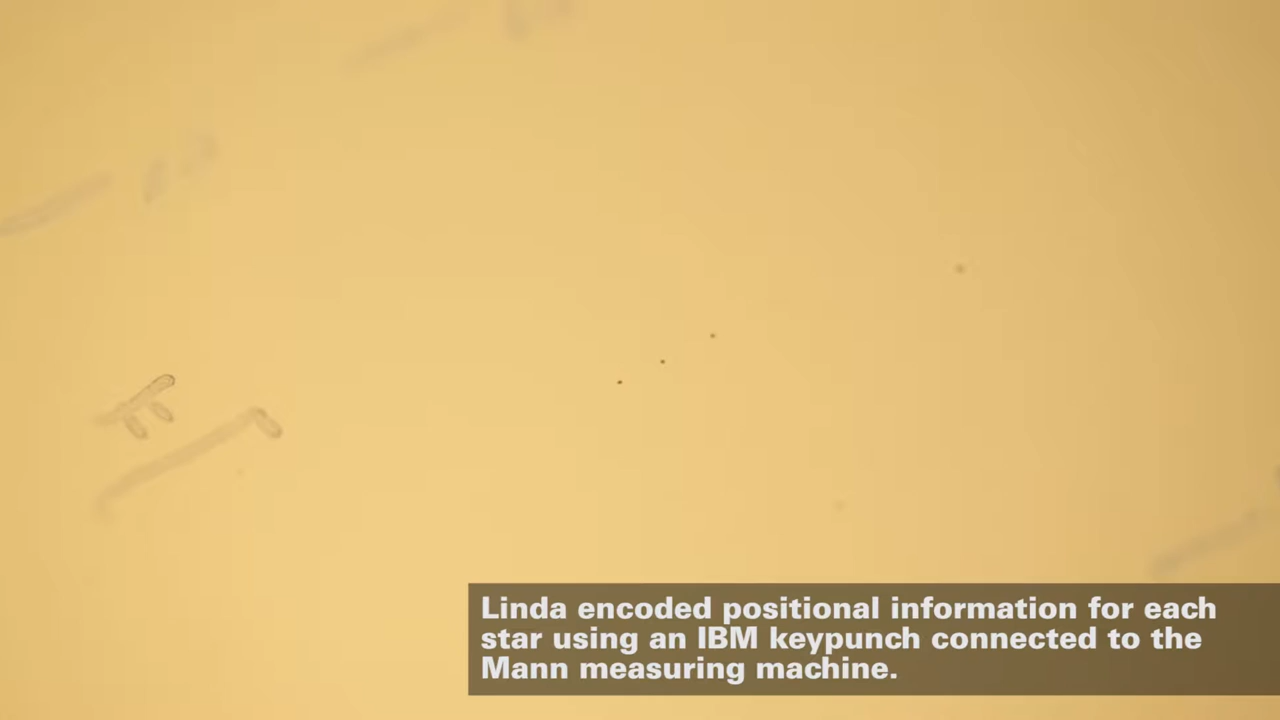 Linda encoded positional information for each
star using an IBM keypunch connected to the
Mann measuring machine.